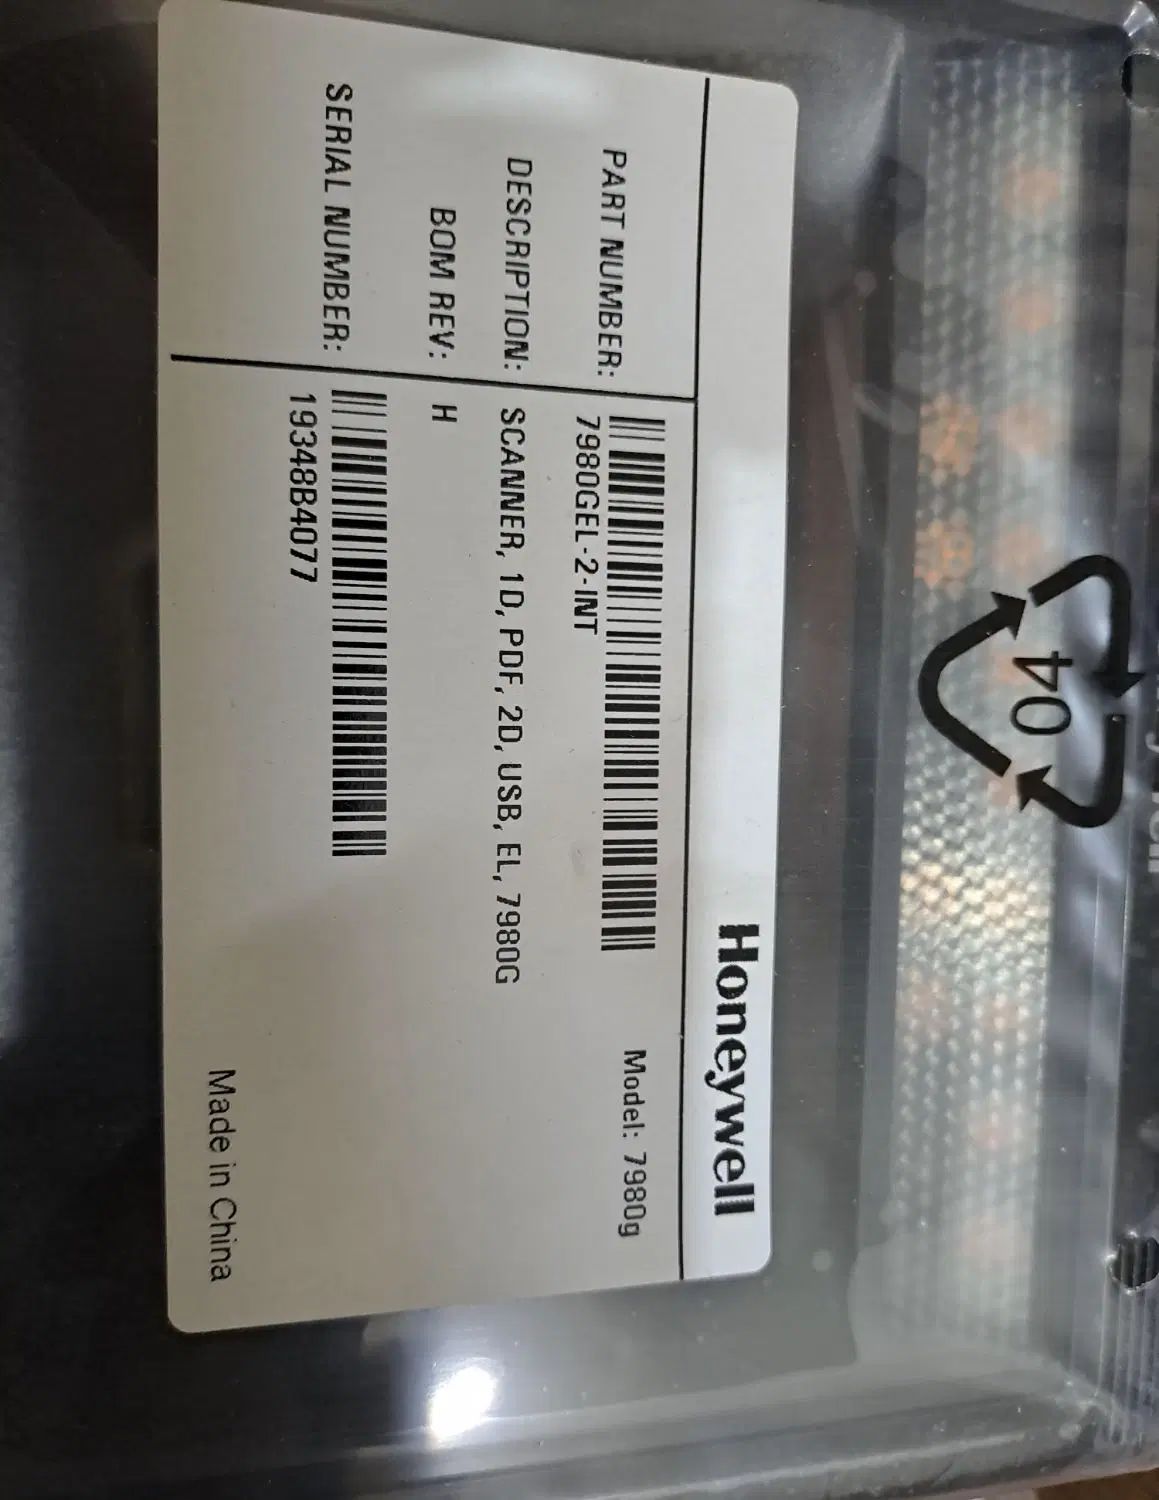 Honeywell
PART NUMBER:
7980GEL-2-INT
Model: 7980g
DESCRIPTION: SCANNER, 1D, PDF, 2D, USB, EL, 7980G
BOM REV: H
SERIAL NUMBER:
19348B4077
Made in China
04